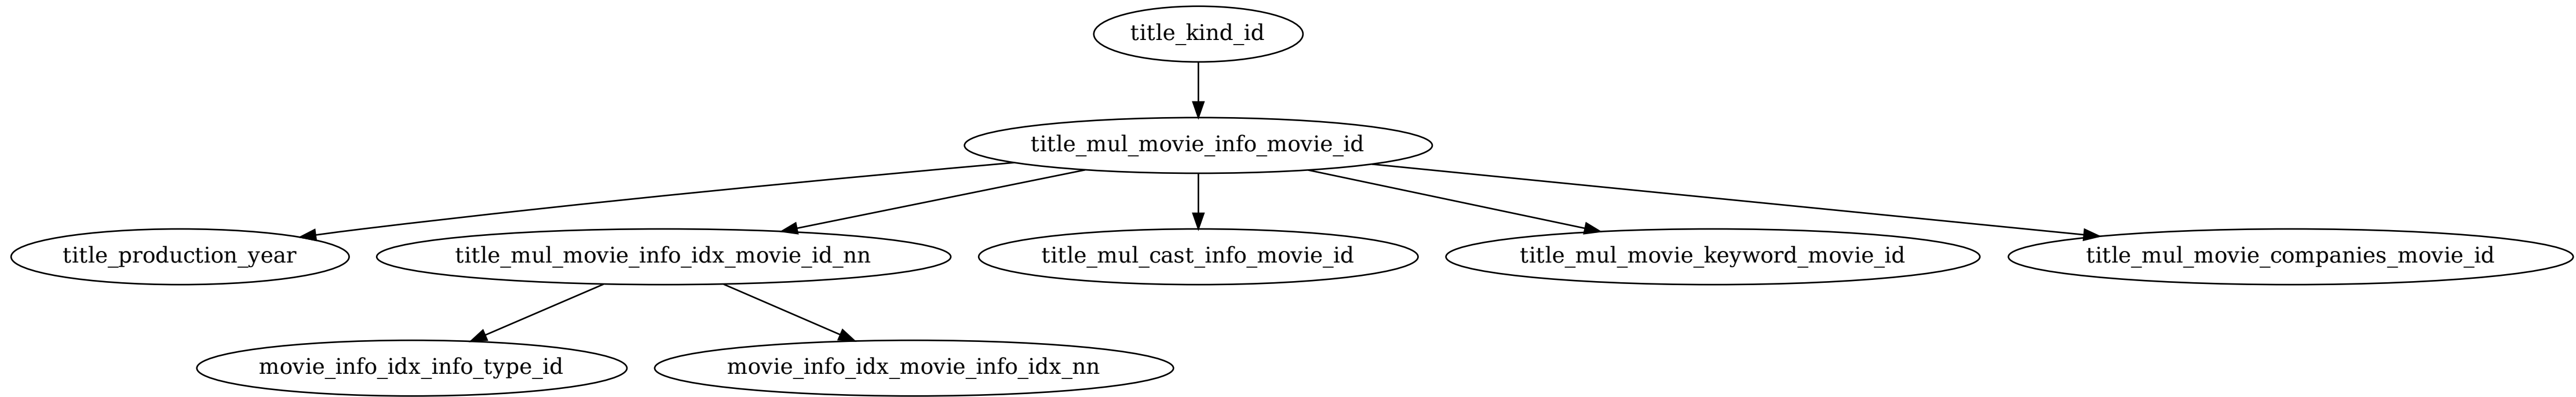 title_kind_id
title_mul_movie_info_movie_id
title_production_year
title_mul_movie_info_idx_movie_id_nn
title_mul_cast_info_movie_id
title_mul_movie_keyword_movie_id
title_mul_movie_companies_movie_id
movie_info_idx_info_type_id
movie_info_idx_movie_info_idx_nn